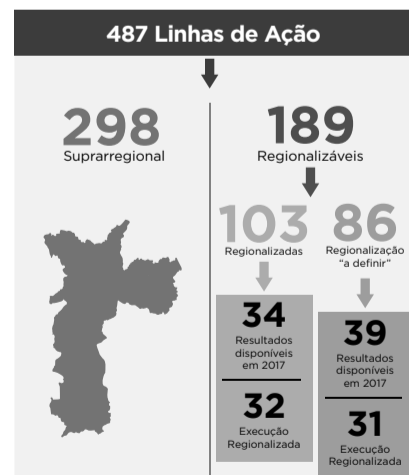 487 Linhas de Ação
298
Suprarregional
189
Regionalizáveis
103
Regionalizadas
86
Regionalização
“a definir”
34
Resultados
disponíveis
em 2017
32
Execução
Regionalizada
39
Resultados
disponíveis
em 2017
31
Execução
Regionalizada